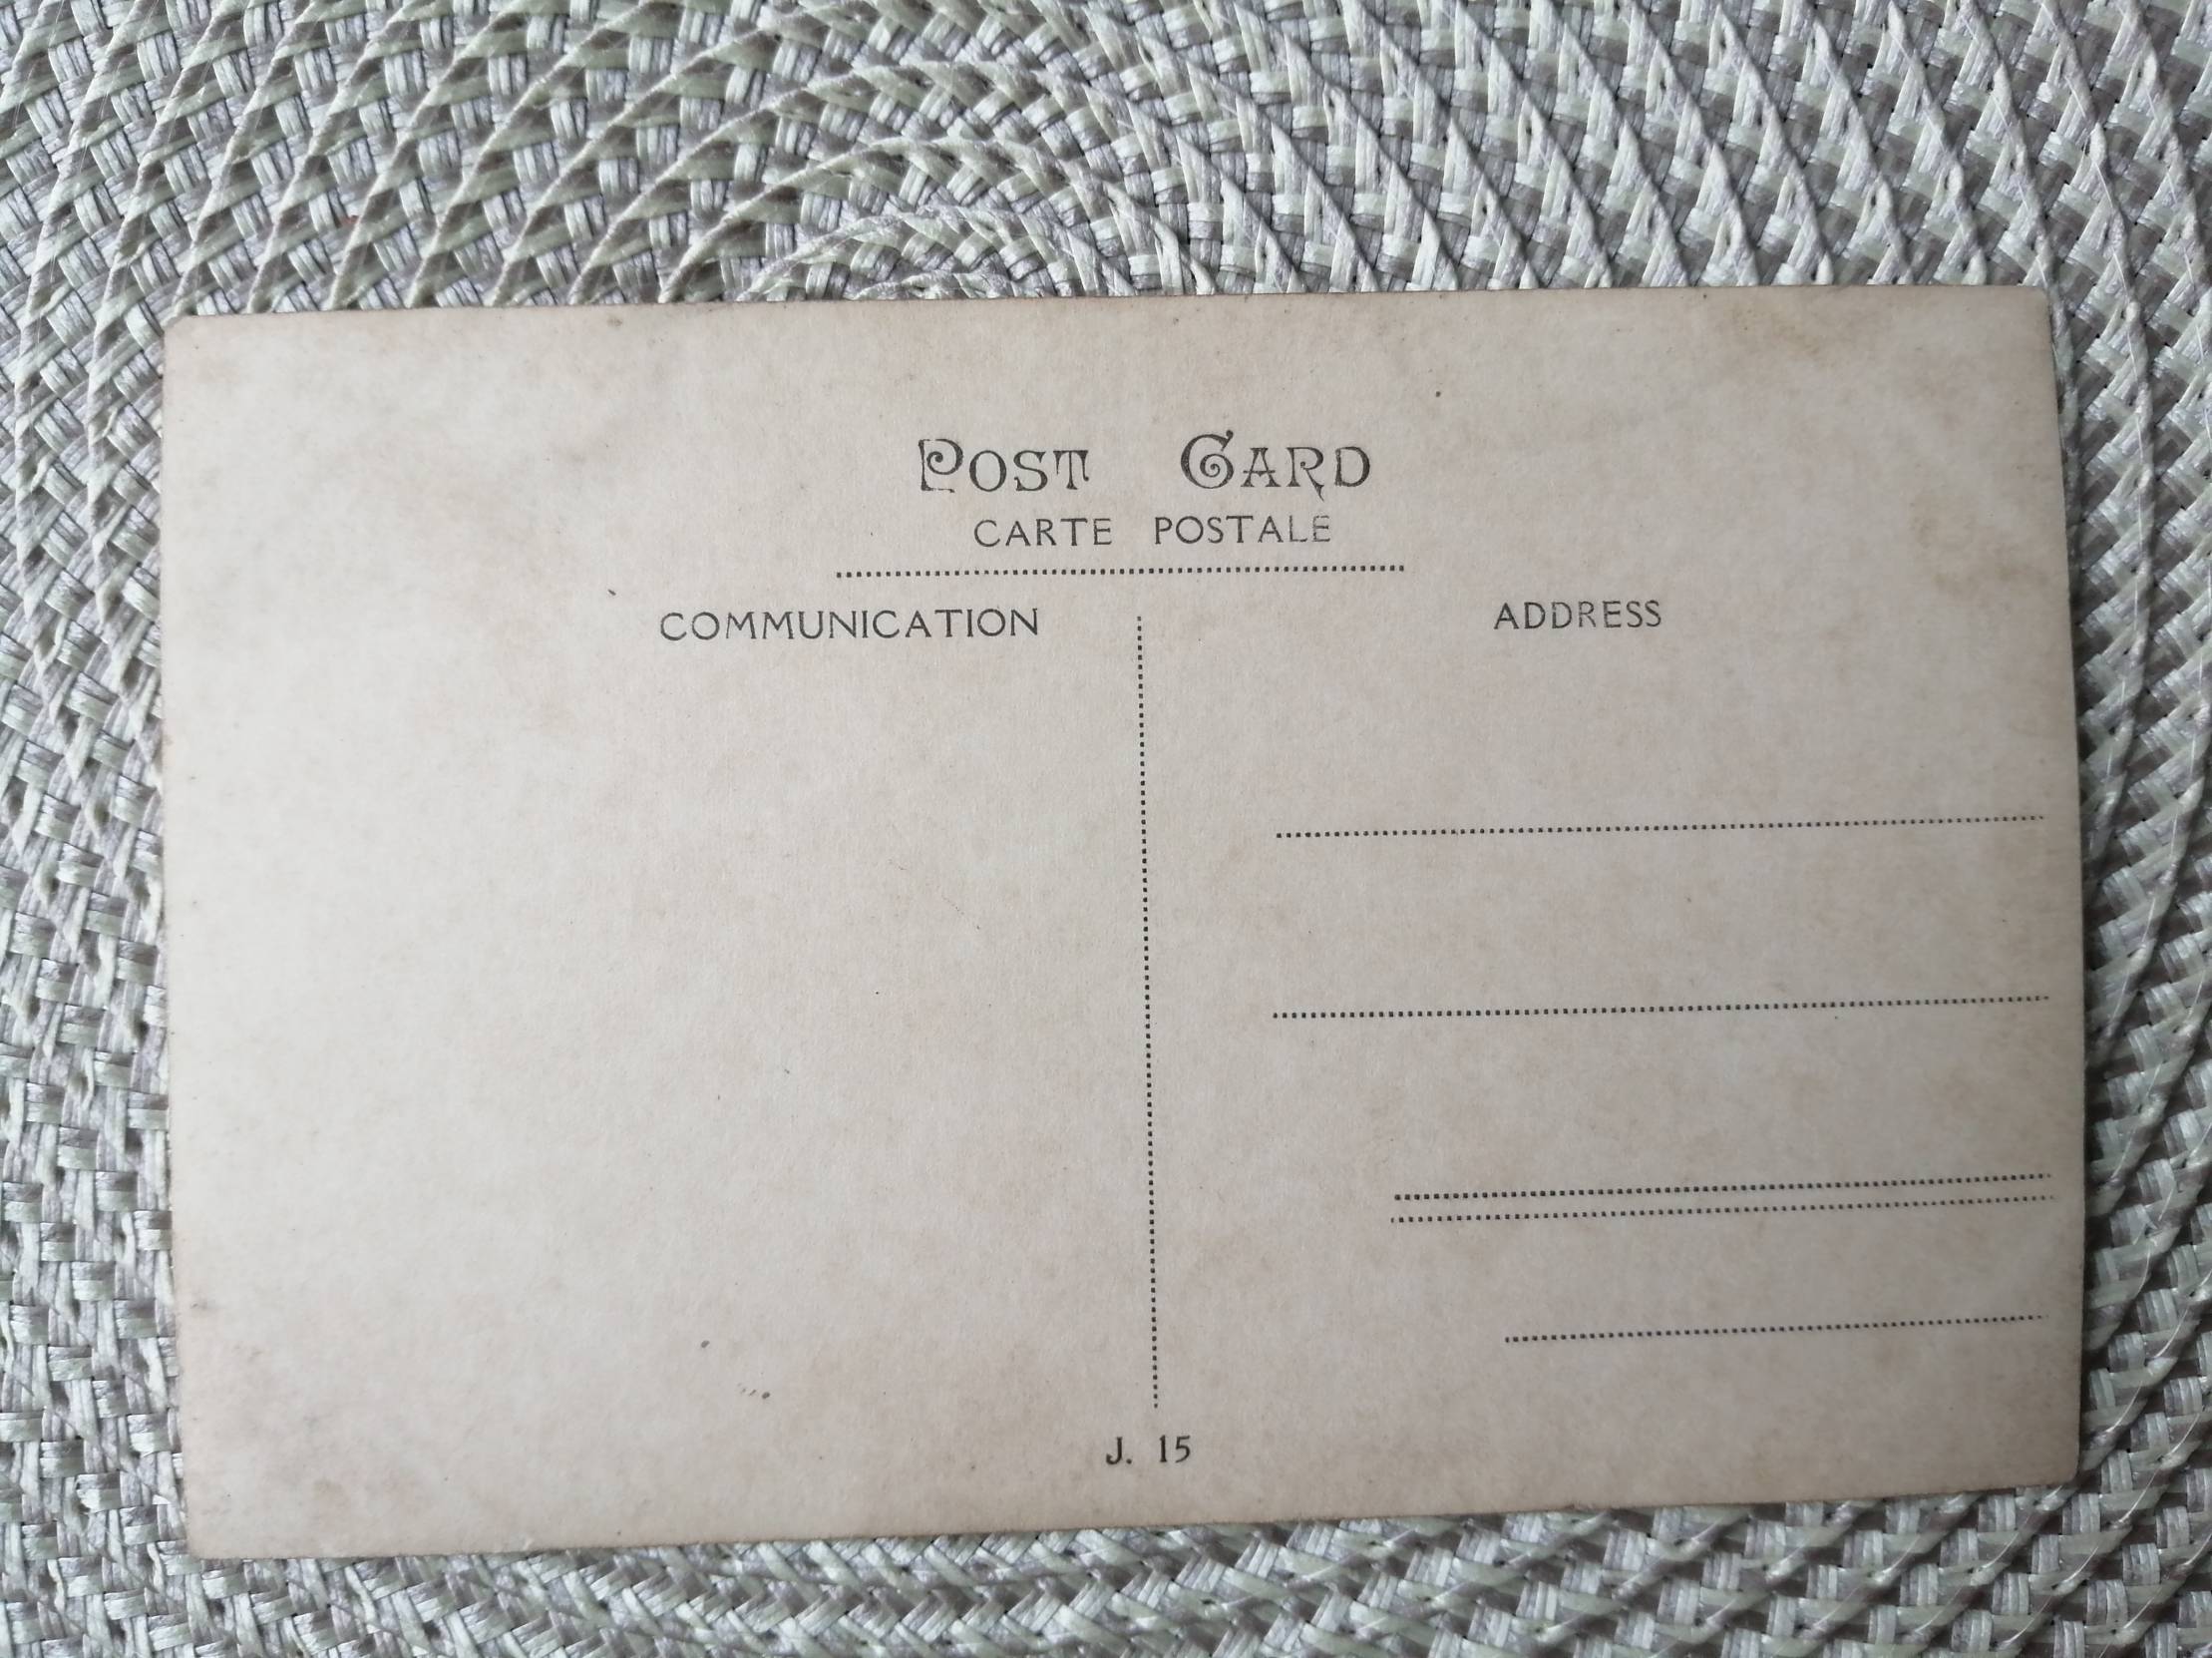 POST CARD
CARTE POSTALE
COMMUNICATION
ADDRESS
J. 15